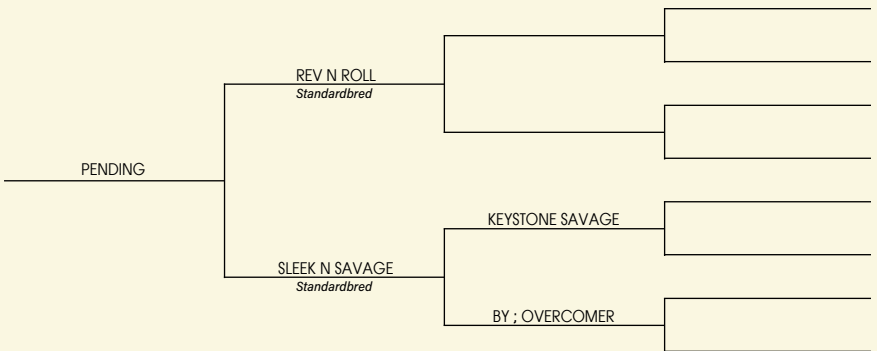 REV N ROLL
Standardbred
PENDING
KEYSTONE SAVAGE
SLEEK N SAVAGE
Standardbred
BY ; OVERCOMER